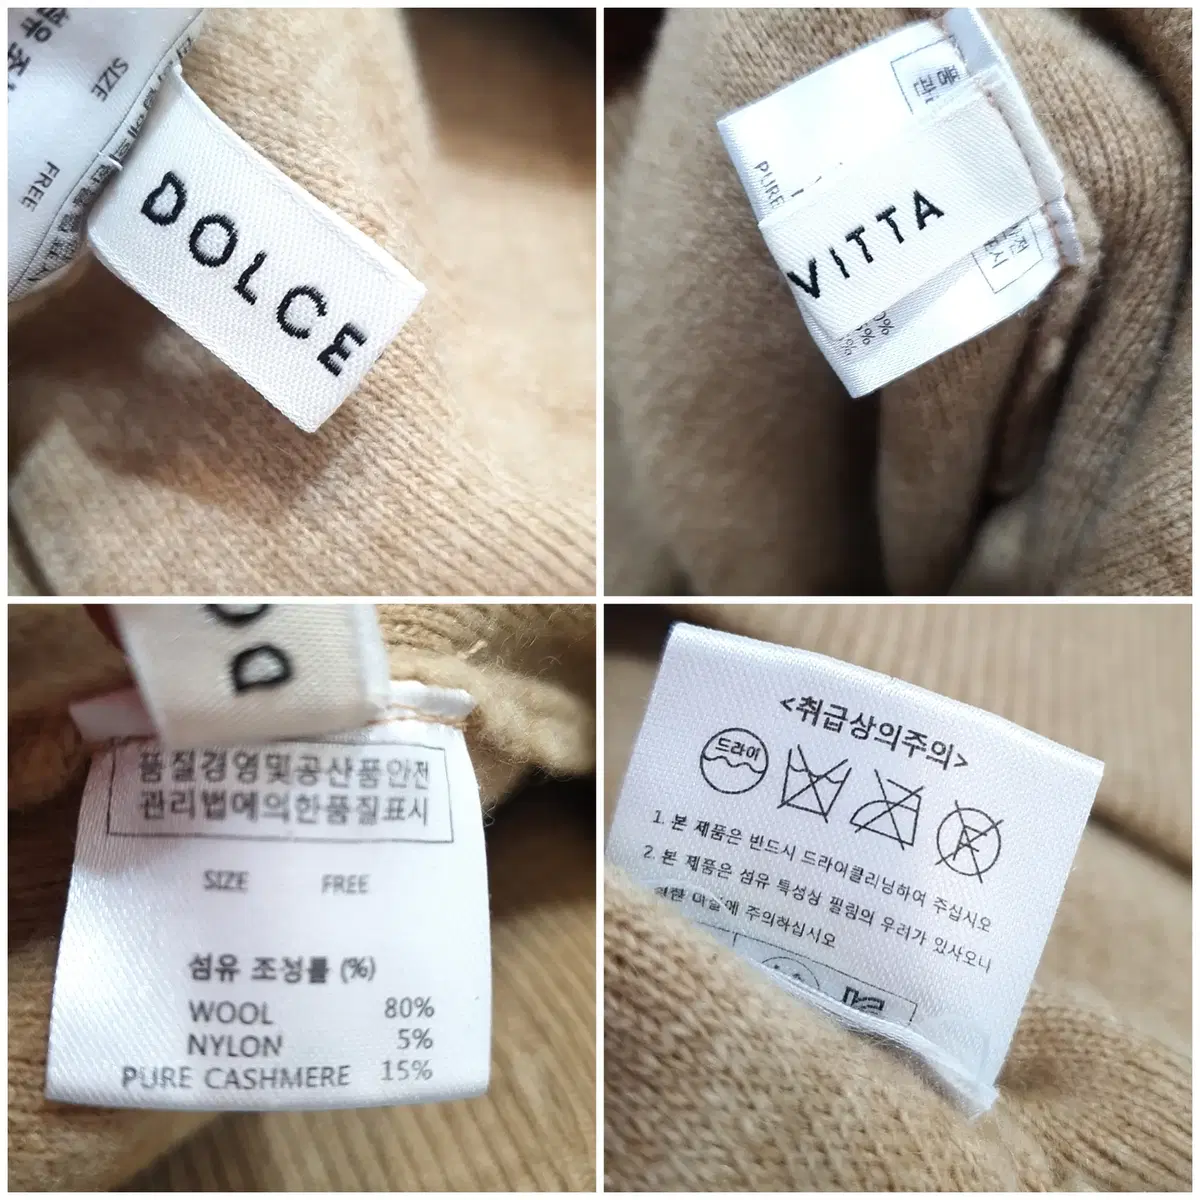 SIZE
FREE
DOLCE
PURE
VITTA
0%
5%
품질경영및공산품안전
관리법에의한품질표시
SIZE FREE
섬유 조성률 (%)
WOOL 80%
NYLON 5%
PURE CASHMERE 15%
<취급상의주의>
드라이
1. 본 제품은 반드시 드라이클리닝하여 주십시오
2. 본 제품은 섬유 특성상 필링의 우려가 있사오니
마찰에 주의하십시오